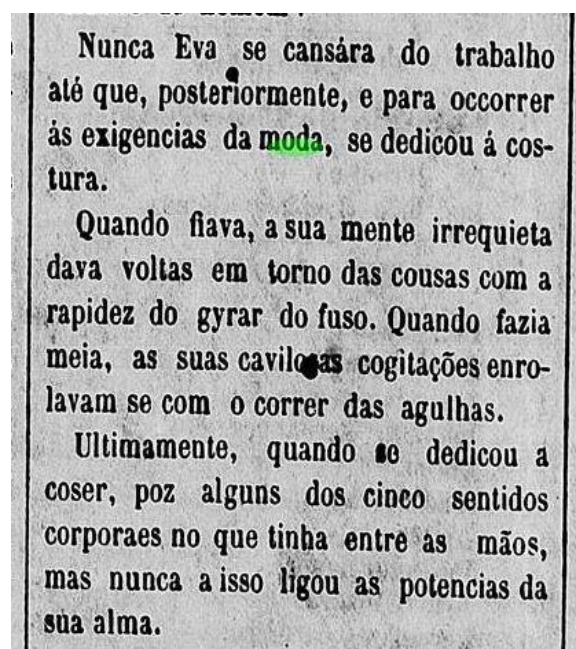 Nunca Eva se cansára do trabalho
até que, posteriormente, e para occorrer
ás exigencias da moda, se dedicou á cos-
tura.
Quando fiava, a sua mente irrequieta
dava voltas em torno das cousas com a
rapidez do gyrar do fuso. Quando fazia
meia, as suas cavilosas cogitações enro-
lavam se com o correr das agulhas.
Ultimamente, quando se dedicou a
coser, poz alguns dos cinco sentidos
corporaes no que tinha entre as mãos,
mas nunca a isso ligou as potencias da
sua alma.